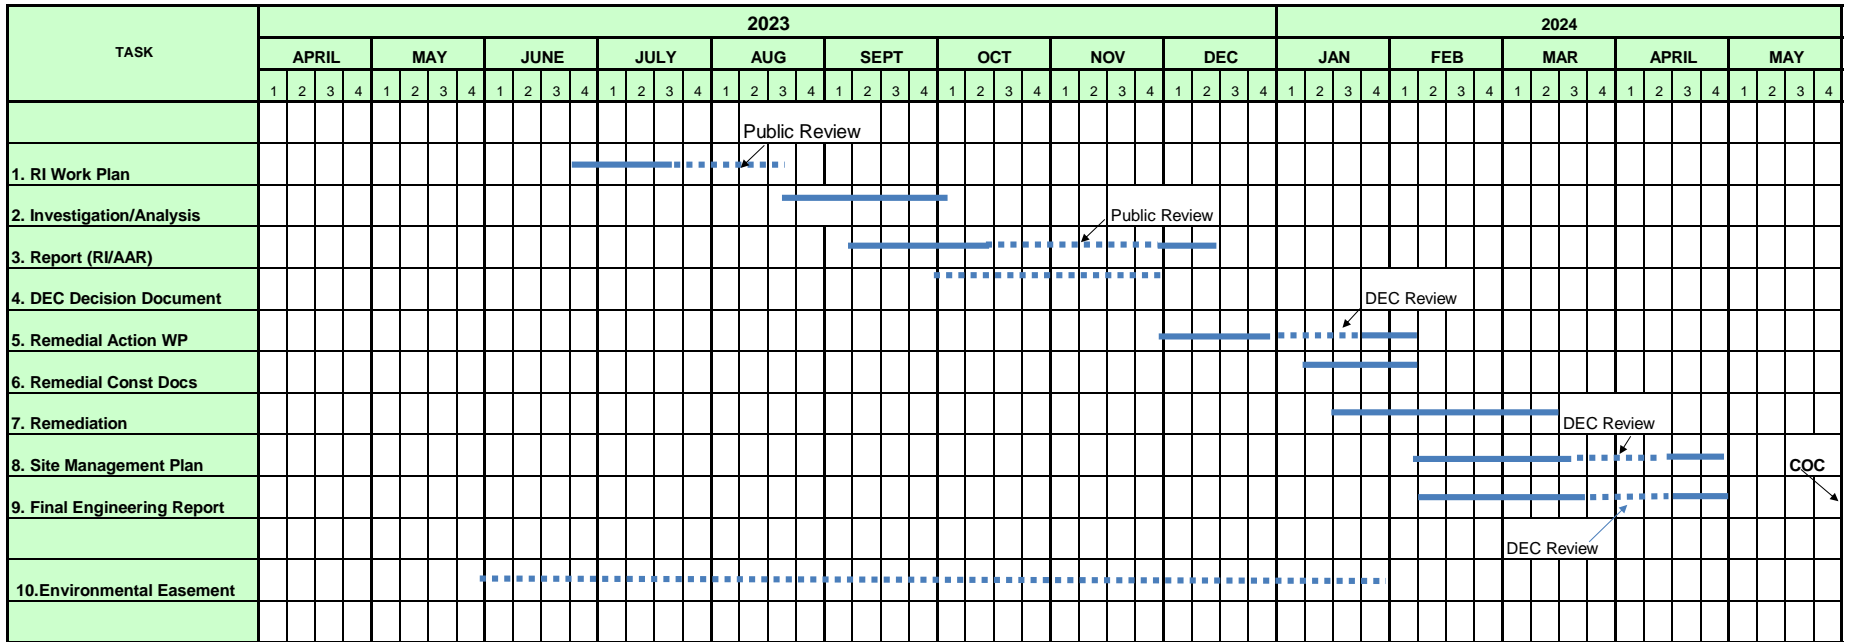 TASK
2023 2024
APRIL MAY JUNE JULY AUG SEPT OCT NOV DEC JAN FEB MAR APRIL MAY
1 2 3 4 1 2 3 4 1 2 3 4 1 2 3 4 1 2 3 4 1 2 3 4 1 2 3 4 1 2 3 4 1 2 3 4 1 2 3 4 1 2 3 4 1 2 3 4 1 2 3 4 1 2 3 4
Public Review
1. RI Work Plan
2. Investigation/Analysis
Public Review
3. Report (RI/AAR)
4. DEC Decision Document
DEC Review
5. Remedial Action WP
6. Remedial Const Docs
7. Remediation
DEC Review
8. Site Management Plan
COC
9. Final Engineering Report
DEC Review
10.Environmental Easement